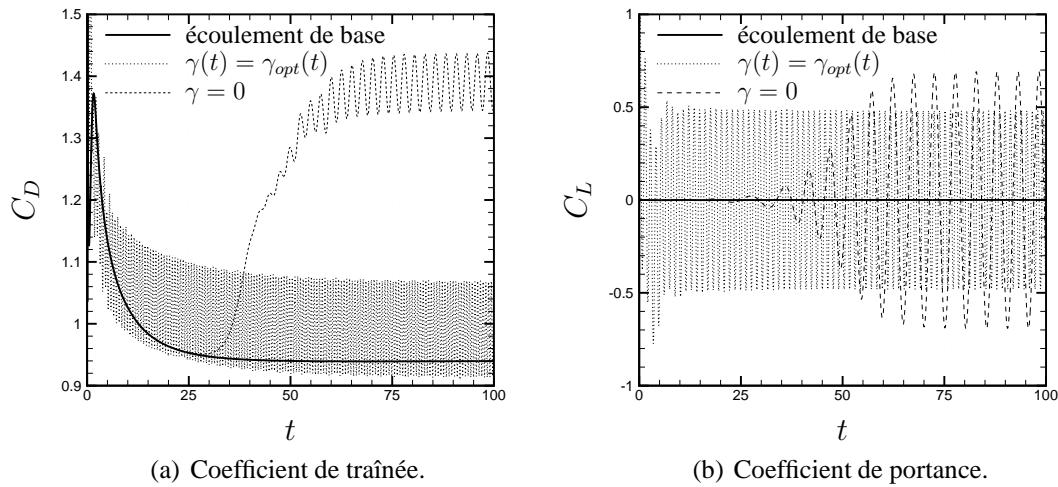 1.5
1.4
1.3
1.2
1.1
1
0.9
C_D
écoulement de base
γ(t) = γ_opt(t)
γ = 0
0 25 50 75 100
t
(a) Coefficient de traînée.
1
0.5
0
-0.5
-1
C_L
écoulement de base
γ(t) = γ_opt(t)
γ = 0
0 25 50 75 100
t
(b) Coefficient de portance.